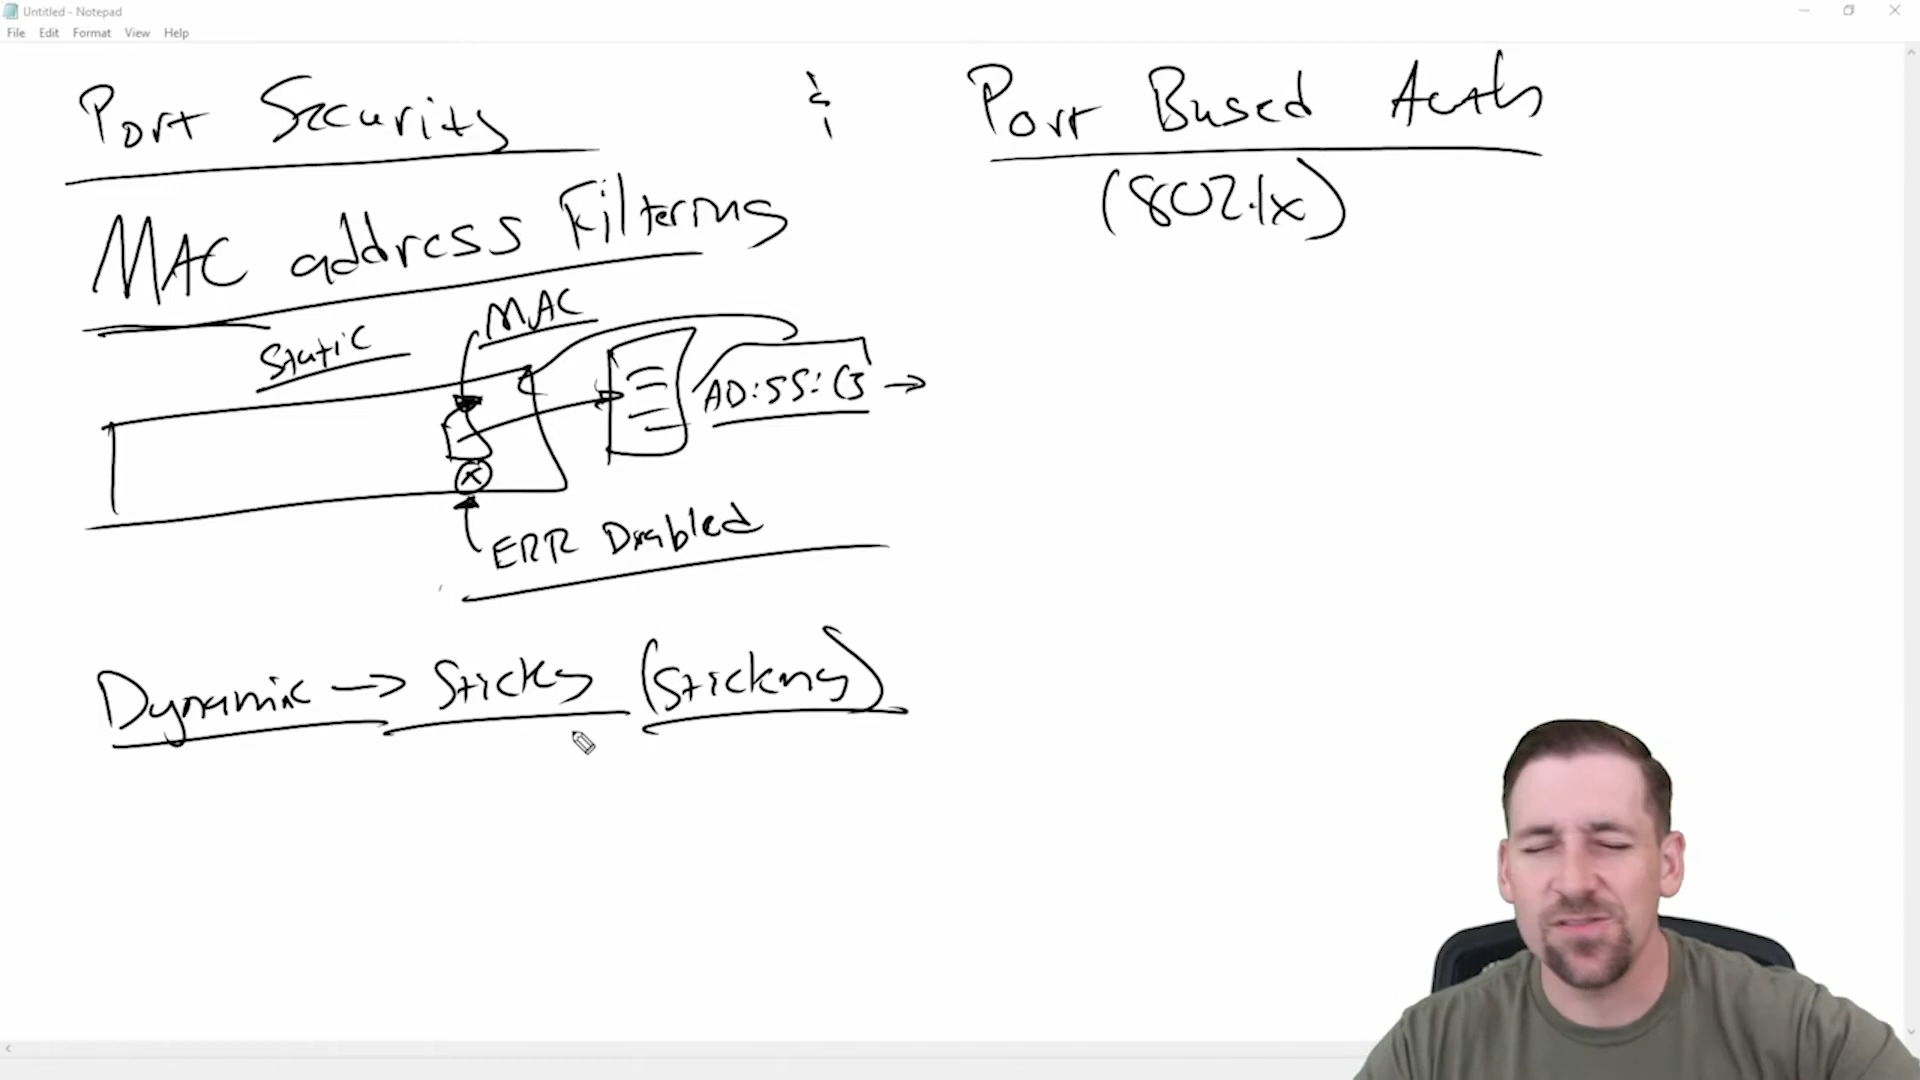 Untitled - Notepad
File Edit Format View Help
Port Security & Port Based Auth
(802.1x)
MAC address Filtering
MAC
Static
AD:55:C3
ERR Disabled
Dynamic → Sticky (Sticking)